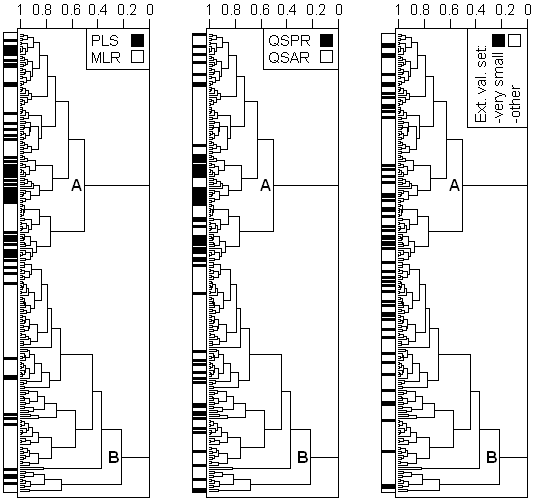 1 0.8 0.6 0.4 0.2 0
PLS
MLR
A
B
1 0.8 0.6 0.4 0.2 0
QSPR
QSAR
A
B
1 0.8 0.6 0.4 0.2 0
Ext. val. set:
-very small
-other
A
B